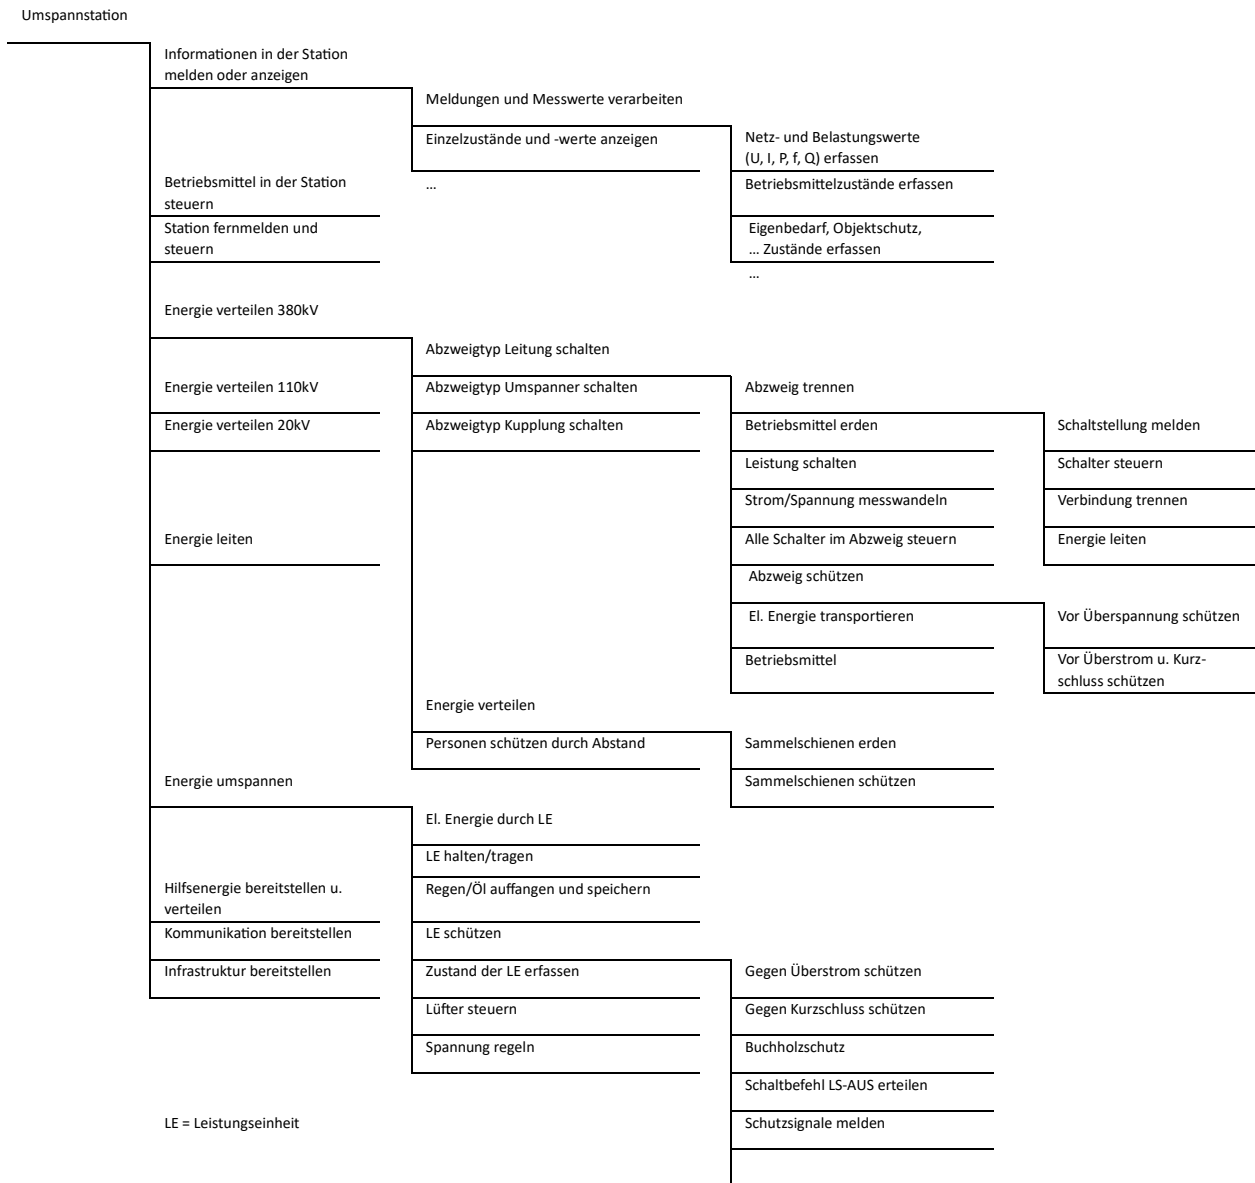 Umspannstation
Informationen in der Station
melden oder anzeigen
Meldungen und Messwerte verarbeiten
Einzelzustände und -werte anzeigen
Netz- und Belastungswerte
(U, I, P, f, Q) erfassen
Betriebsmittel in der Station
steuern
...
Betriebsmittelzustände erfassen
Station fernmelden und
steuern
Eigenbedarf, Objektschutz,
... Zustände erfassen
...
Energie verteilen 380kV
Abzweigtyp Leitung schalten
Energie verteilen 110kV
Abzweigtyp Umspanner schalten
Abzweig trennen
Energie verteilen 20kV
Abzweigtyp Kupplung schalten
Betriebsmittel erden
Schaltstellung melden
Leistung schalten
Schalter steuern
Strom/Spannung messwandeln
Verbindung trennen
Energie leiten
Alle Schalter im Abzweig steuern
Energie leiten
Abzweig schützen
El. Energie transportieren
Vor Überspannung schützen
Betriebsmittel
Vor Überstrom u. Kurz-
schluss schützen
Energie verteilen
Personen schützen durch Abstand
Sammelschienen erden
Energie umspannen
Sammelschienen schützen
El. Energie durch LE
LE halten/tragen
Hilfsenergie bereitstellen u.
verteilen
Regen/Öl auffangen und speichern
Kommunikation bereitstellen
LE schützen
Infrastruktur bereitstellen
Zustand der LE erfassen
Gegen Überstrom schützen
Lüfter steuern
Gegen Kurzschluss schützen
Spannung regeln
Buchholzschutz
Schaltbefehl LS-AUS erteilen
LE = Leistungseinheit
Schutzsignale melden